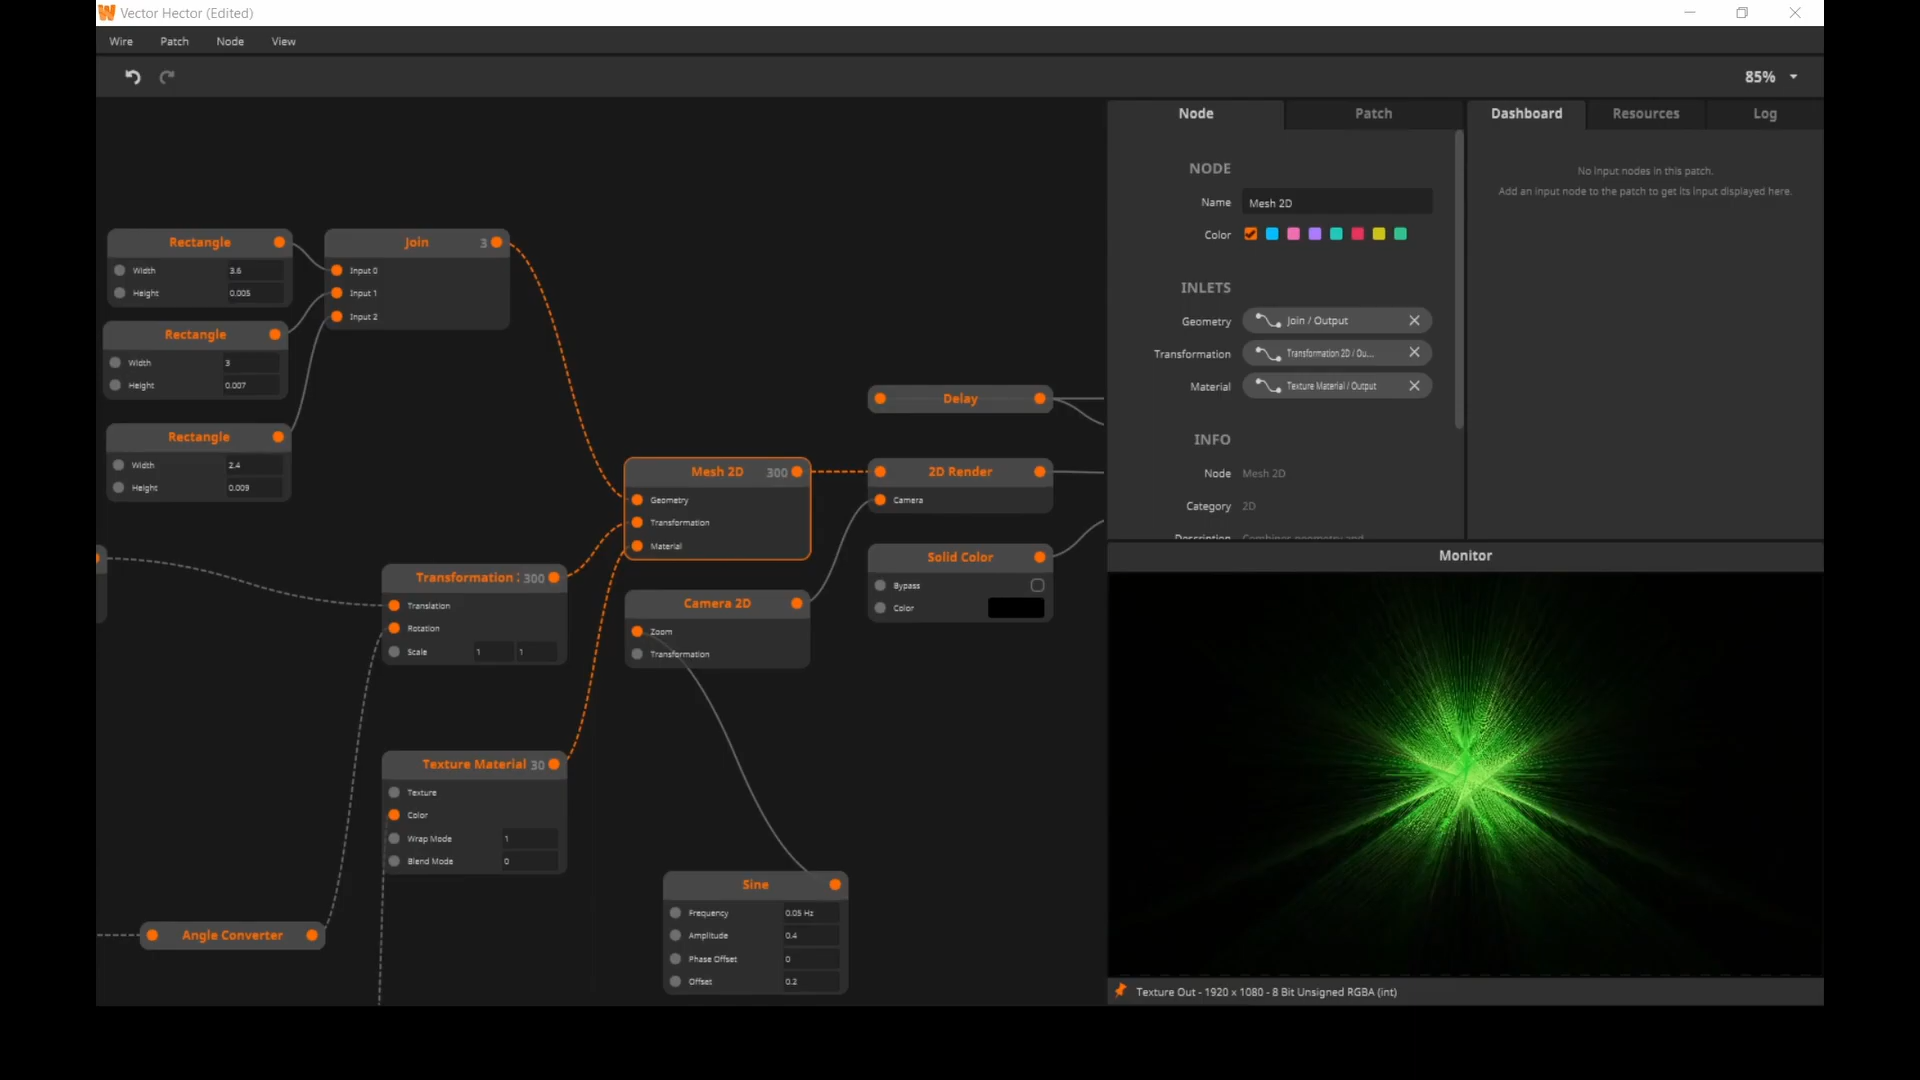 Vector Hector (Edited)
Wire Patch Node View
85%
Rectangle
Width 3.6
Height 0.005
Join 3
Input 0
Input 1
Input 2
Rectangle
Width 3
Height 0.007
Rectangle
Width 2.4
Height 0.009
Delay
Mesh 2D 300
Geometry
Transformation
Material
2D Render
Camera
Solid Color
Bypass
Color
Transformation 300
Translation
Rotation
Scale 1 1
Camera 2D
Zoom
Transformation
Texture Material 30
Texture
Color
Wrap Mode 1
Blend Mode 0
Angle Converter
Sine
Frequency 0.05 Hz
Amplitude 0.4
Phase Offset 0
Offset 0.2
Node Patch
NODE
Name Mesh 2D
Color
INLETS
Geometry Join / Output
Transformation Transformation 2D / Ou...
Material Texture Material / Output
INFO
Node Mesh 2D
Category 2D
Description Combines geometry and
Dashboard Resources Log
No input nodes in this patch.
Add an input node to the patch to get its input displayed here.
Monitor
Texture Out - 1920 x 1080 - 8 Bit Unsigned RGBA (int)